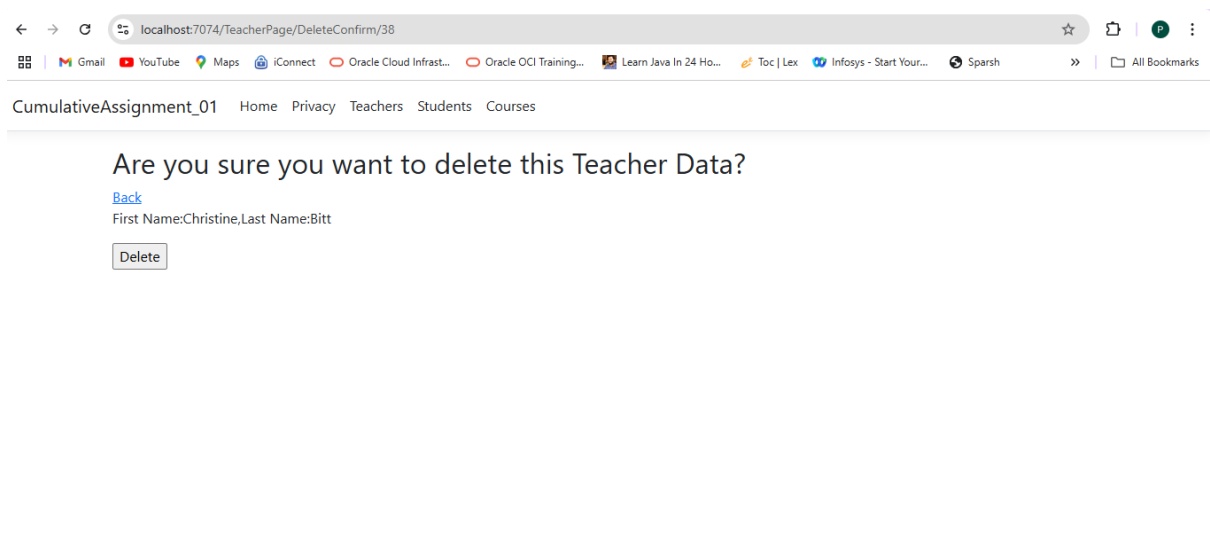 localhost:7074/TeacherPage/DeleteConfirm/38
P
Gmail YouTube Maps iConnect Oracle Cloud Infrast... Oracle OCI Training... Learn Java In 24 Ho... Toc | Lex Infosys - Start Your... Sparsh » All Bookmarks
CumulativeAssignment_01 Home Privacy Teachers Students Courses
Are you sure you want to delete this Teacher Data?
Back
First Name:Christine,Last Name:Bitt
Delete